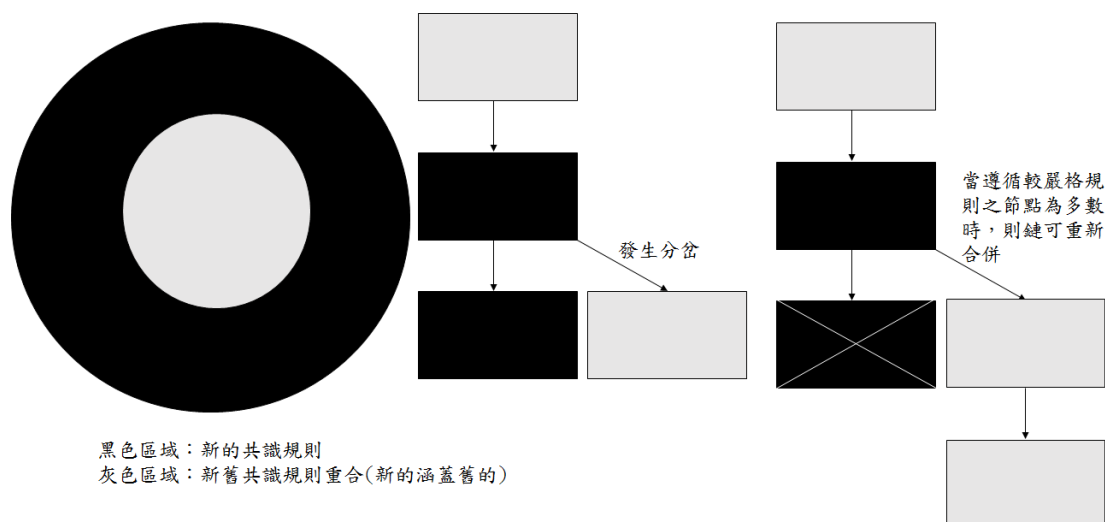 發生分岔
當遵循較嚴格規
則之節點為多數
時，則鏈可重新
合併
黑色區域：新的共識規則
灰色區域：新舊共識規則重合(新的涵蓋舊的)